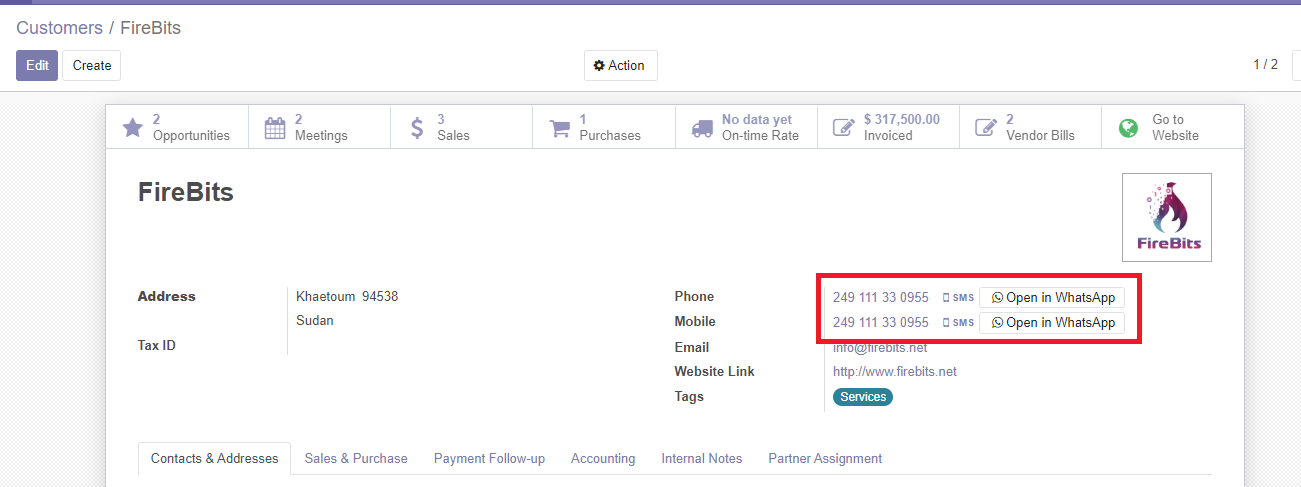 Customers / FireBits
Edit Create Action 1 / 2
2 Opportunities
2 Meetings
3 Sales
1 Purchases
No data yet On-time Rate
$ 317,500.00 Invoiced
2 Vendor Bills
Go to Website
FireBits
FireBits
Address Khaetoum 94538
Sudan
Tax ID
Phone 249 111 33 0955 SMS Open in WhatsApp
Mobile 249 111 33 0955 SMS Open in WhatsApp
Email info@firebits.net
Website Link http://www.firebits.net
Tags Services
Contacts & Addresses Sales & Purchase Payment Follow-up Accounting Internal Notes Partner Assignment